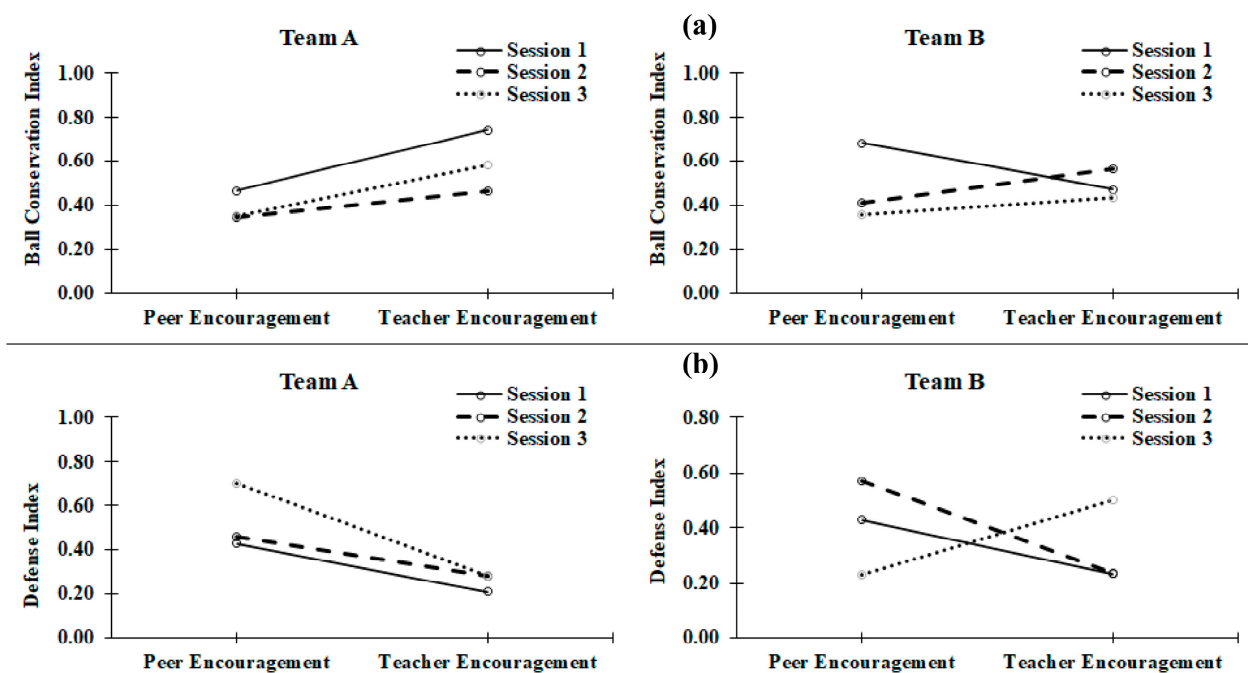 (a)
Team A
Session 1
Session 2
Session 3
Ball Conservation Index
1.00
0.80
0.60
0.40
0.20
0.00
Peer Encouragement Teacher Encouragement
Team B
Session 1
Session 2
Session 3
Ball Conservation Index
1.00
0.80
0.60
0.40
0.20
0.00
Peer Encouragement Teacher Encouragement
(b)
Team A
Session 1
Session 2
Session 3
Defense Index
1.00
0.80
0.60
0.40
0.20
0.00
Peer Encouragement Teacher Encouragement
Team B
Session 1
Session 2
Session 3
Defense Index
0.80
0.60
0.40
0.20
0.00
Peer Encouragement Teacher Encouragement